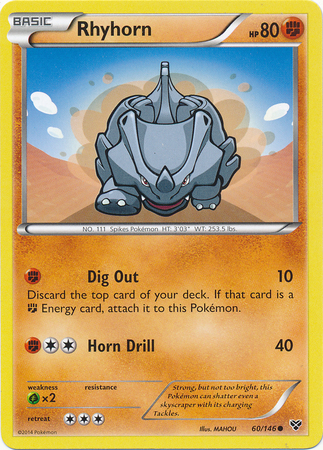 BASIC
Rhyhorn
HP80
NO. 111 Spikes Pokémon HT: 3'03" WT: 253.5 lbs.
Dig Out 10
Discard the top card of your deck. If that card is a
Energy card, attach it to this Pokémon.
Horn Drill 40
weakness resistance
×2
retreat
Strong, but not too bright, this
Pokémon can shatter even a
skyscraper with its charging
Tackles.
©2014 Pokémon
Illus. MAHOU
60/146
XY